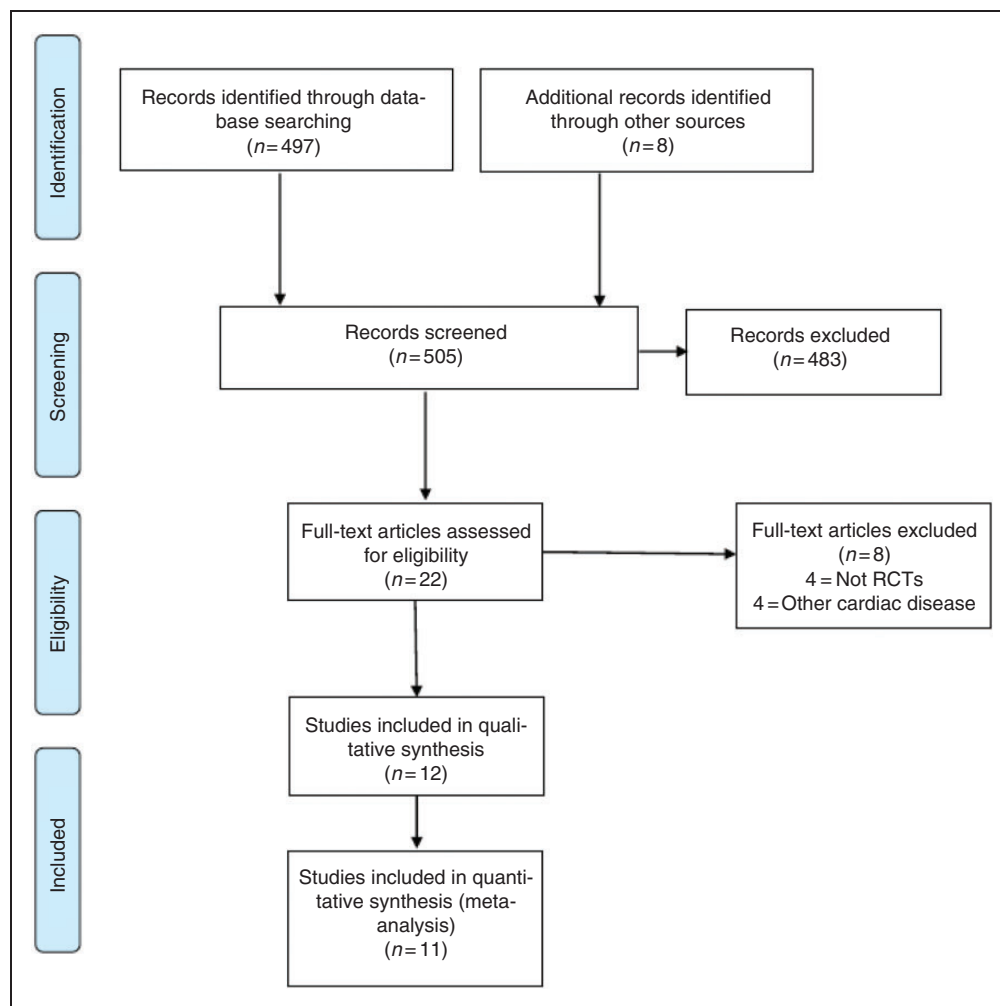 Identification
Records identified through data-
base searching
(n=497)
Additional records identified
through other sources
(n=8)
Screening
Records screened
(n=505)
Records excluded
(n=483)
Eligibility
Full-text articles assessed
for eligibility
(n=22)
Full-text articles excluded
(n=8)
4=Not RCTs
4=Other cardiac disease
Studies included in quali-
tative synthesis
(n=12)
Included
Studies included in quanti-
tative synthesis (meta-
analysis)
(n=11)